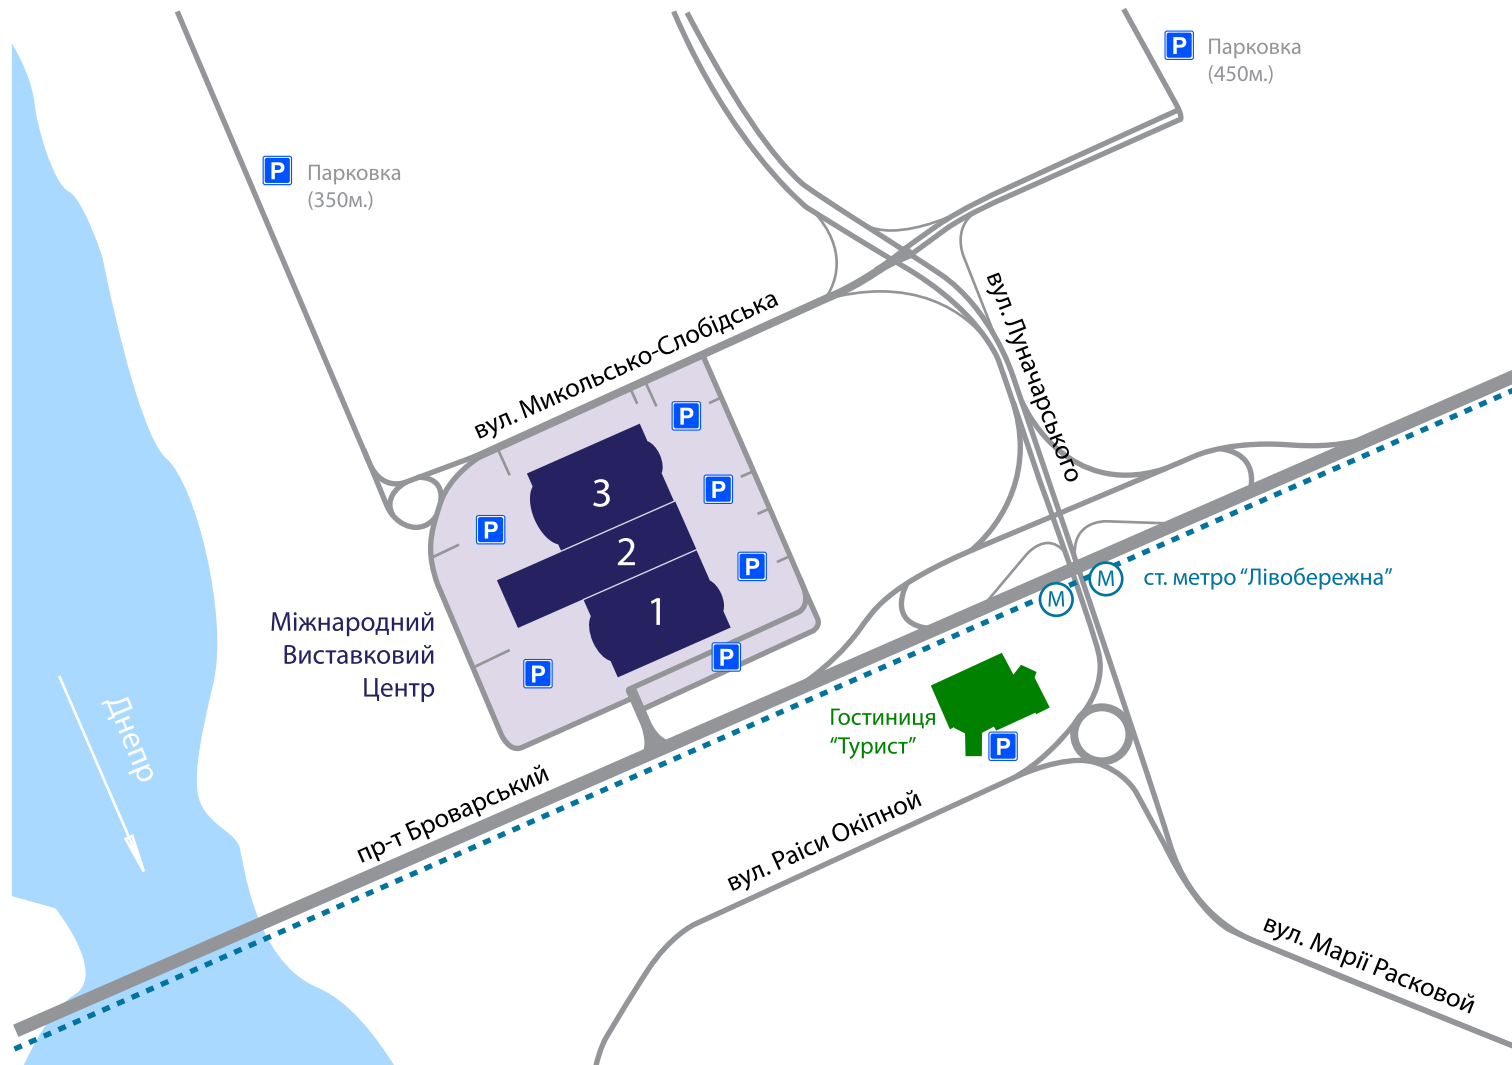 P
Парковка
(450м.)
P
Парковка
(350м.)
вул. Микольсько-Слобідська
вул. Луначарського
P
P
P
P
3
2
1
P
P
M
M
ст. метро “Лівобережна”
Міжнародний
Виставковий
Центр
Днепр
Гостиниця
“Турист”
P
пр-т Броварський
вул. Раіси Окіпной
вул. Марії Расковой